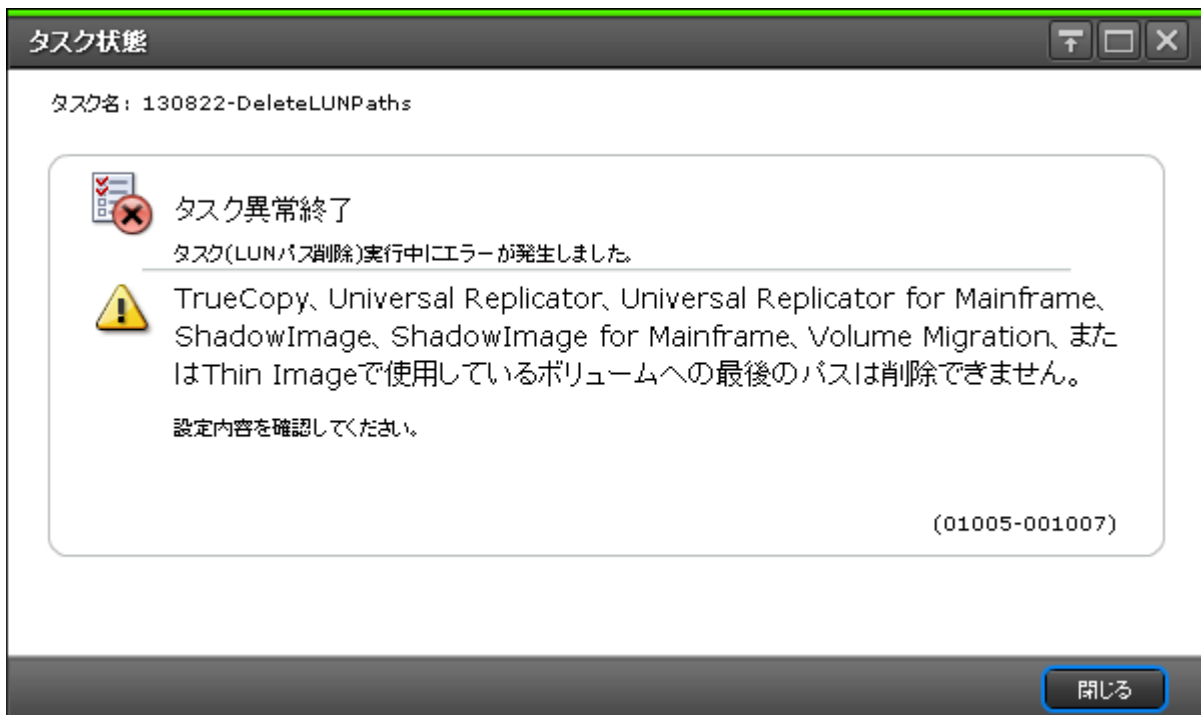 タスク状態
タスク名: 130822-DeleteLUNPaths
タスク異常終了
タスク(LUNパス削除)実行中にエラーが発生しました。
TrueCopy、Universal Replicator、Universal Replicator for Mainframe、
ShadowImage、ShadowImage for Mainframe、Volume Migration、また
はThin Imageで使用しているボリュームへの最後のパスは削除できません。
設定内容を確認してください。
(01005-001007)
閉じる